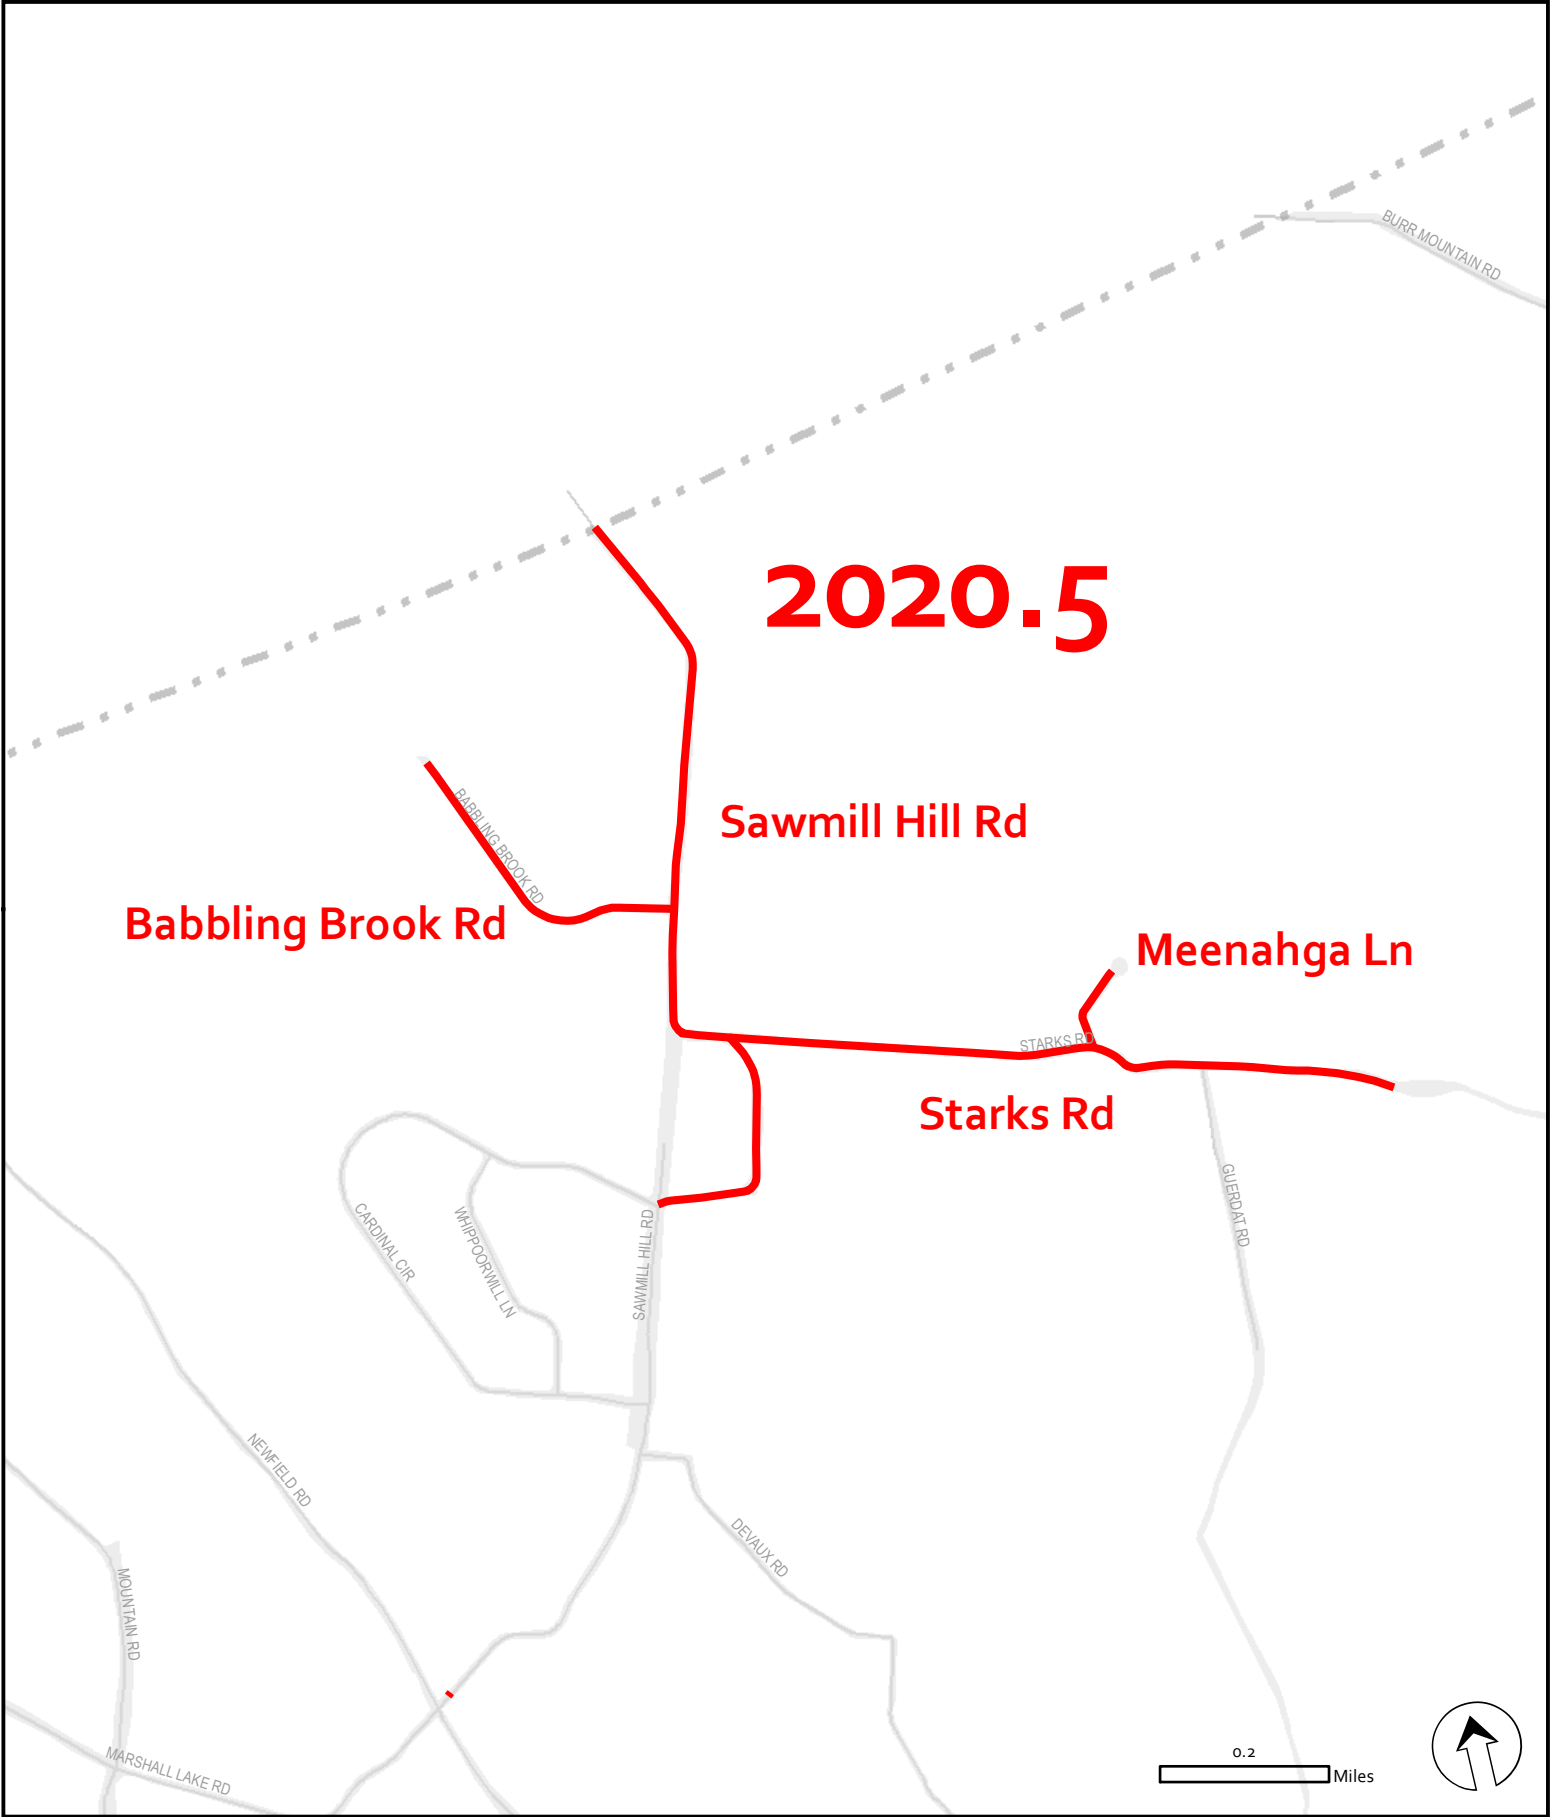 BURR MOUNTAIN RD
2020.5
BABBLING BROOK RD
Sawmill Hill Rd
Babbling Brook Rd
Meenahga Ln
STARKS RD
Starks Rd
GUERDAT RD
CARDINAL CIR
WHIPPOORWILL LN
SAWMILL HILL RD
NEWFIELD RD
DEVAUX RD
MOUNTAIN RD
MARSHALL LAKE RD
0.2
Miles